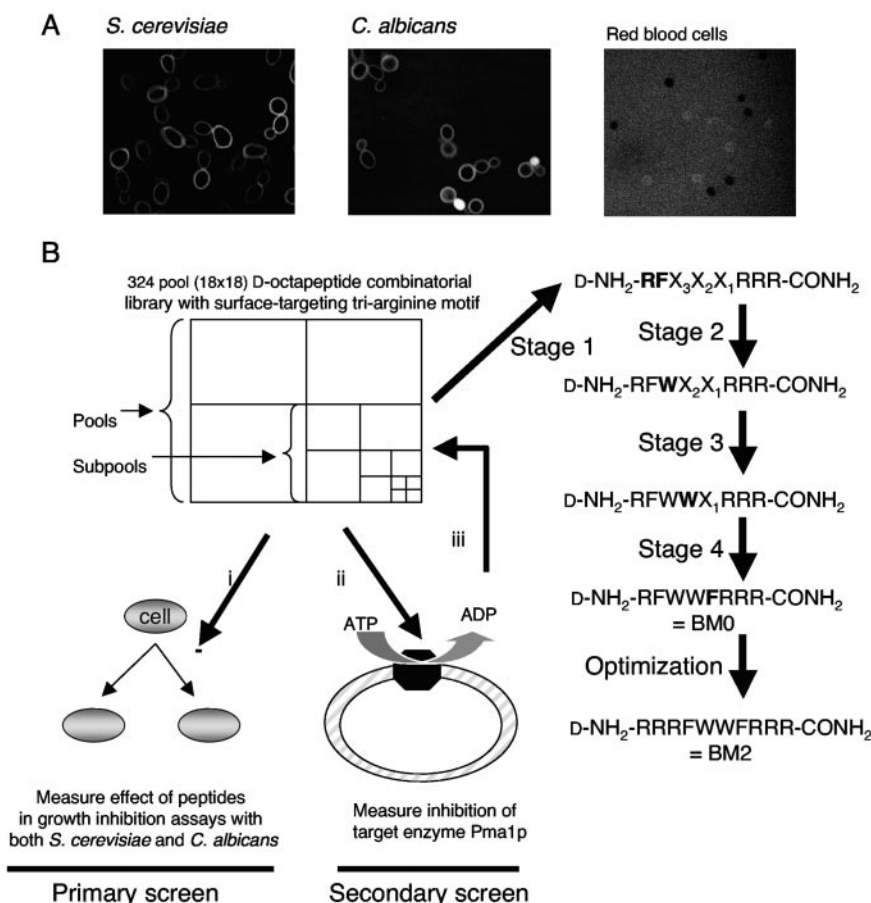 A
S. cerevisiae
C. albicans
Red blood cells
B
324 pool (18x18) D-octapeptide combinatorial
library with surface-targeting tri-arginine motif
Pools
Subpools
Stage 1
D-NH2-RFX3X2X1RRR-CONH2
Stage 2
D-NH2-RFWX2X1RRR-CONH2
Stage 3
D-NH2-RFWWX1RRR-CONH2
Stage 4
D-NH2-RFWWFRRR-CONH2
= BM0
Optimization
D-NH2-RRRFWWFRRR-CONH2
= BM2
i
ii
iii
cell
ATP
ADP
Measure effect of peptides
in growth inhibition assays with
both S. cerevisiae and C. albicans
Primary screen
Measure inhibition of
target enzyme Pma1p
Secondary screen